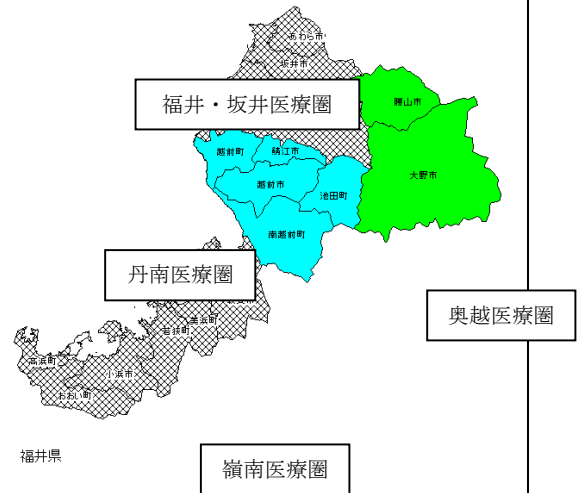 あわら市
坂井市
福井・坂井医療圏
勝山市
越前町
鯖江市
大野市
越前市
池田町
南越前町
丹南医療圏
奥越医療圏
美浜町
若狭町
高浜町
小浜市
おおい町
福井県
嶺南医療圏